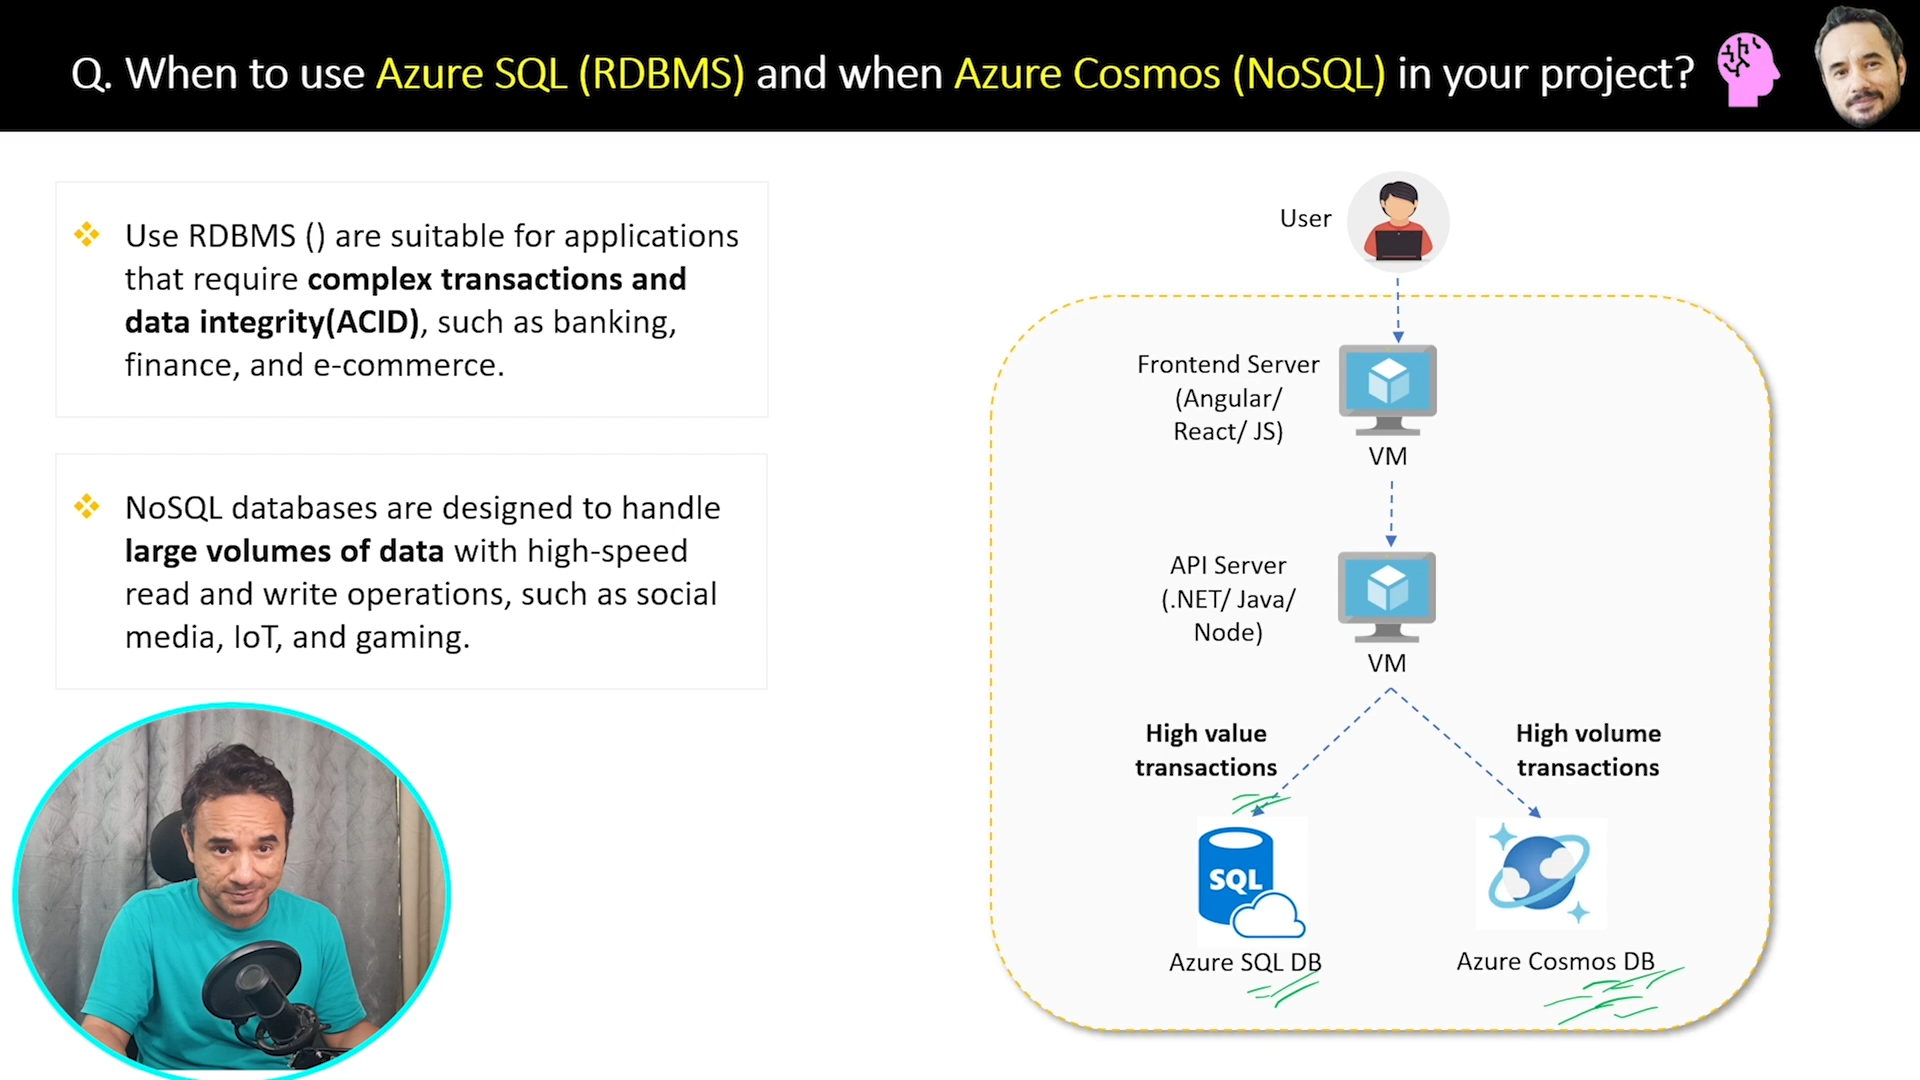 Q. When to use Azure SQL (RDBMS) and when Azure Cosmos (NoSQL) in your project?
Use RDBMS () are suitable for applications
that require complex transactions and
data integrity(ACID), such as banking,
finance, and e-commerce.
NoSQL databases are designed to handle
large volumes of data with high-speed
read and write operations, such as social
media, IoT, and gaming.
User
Frontend Server
(Angular/
React/ JS)
VM
API Server
(.NET/ Java/
Node)
VM
High value
transactions
High volume
transactions
SQL
Azure SQL DB
Azure Cosmos DB